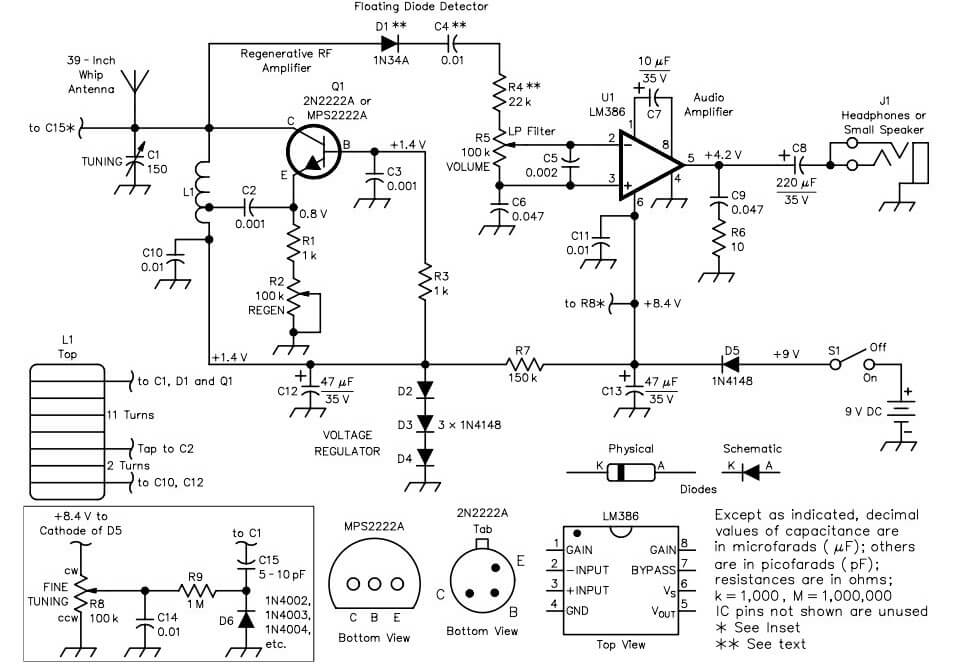 Floating Diode Detector
D1 **
1N34A
C4 **
0.01
Regenerative RF
Amplifier
39 - Inch
Whip
Antenna
to C15*
TUNING
C1
150
Q1
2N2222A or
MPS2222A
C
B
E
+1.4 V
C3
0.001
L1
C2
0.001
0.8 V
R1
1 k
R2
100 k
REGEN
C10
0.01
R3
1 k
R4 **
22 k
R5
100 k
VOLUME
LP Filter
C5
0.002
C6
0.047
U1
LM386
10 µF
35 V
C7
Audio
Amplifier
1
8
2
3
5
4
6
−
+
+
+4.2 V
C8
+
220 µF
35 V
J1
Headphones or
Small Speaker
C9
0.047
R6
10
C11
0.01
to R8*
+8.4 V
+1.4 V
+
C12
47 µF
35 V
R7
150 k
+
C13
47 µF
35 V
D5
1N4148
+9 V
S1
Off
On
9 V DC
+
−
D2
D3
3 × 1N4148
D4
VOLTAGE
REGULATOR
L1
Top
to C1, D1 and Q1
11 Turns
Tap to C2
2 Turns
to C10, C12
Physical
K
A
Schematic
K
A
Diodes
+8.4 V to
Cathode of D5
cw
FINE
TUNING
ccw
R8
100 k
C14
0.01
R9
1 M
to C1
C15
5 - 10 pF
D6
1N4002,
1N4003,
1N4004,
etc.
MPS2222A
C B E
Bottom View
2N2222A
Tab
E
C
B
Bottom View
LM386
1 GAIN
2 −INPUT
3 +INPUT
4 GND
GAIN 8
BYPASS 7
VS 6
VOUT 5
Top View
Except as indicated, decimal
values of capacitance are
in microfarads ( µF); others
are in picofarads ( pF);
resistances are in ohms;
k = 1,000 , M = 1,000,000
IC pins not shown are unused
* See Inset
** See text